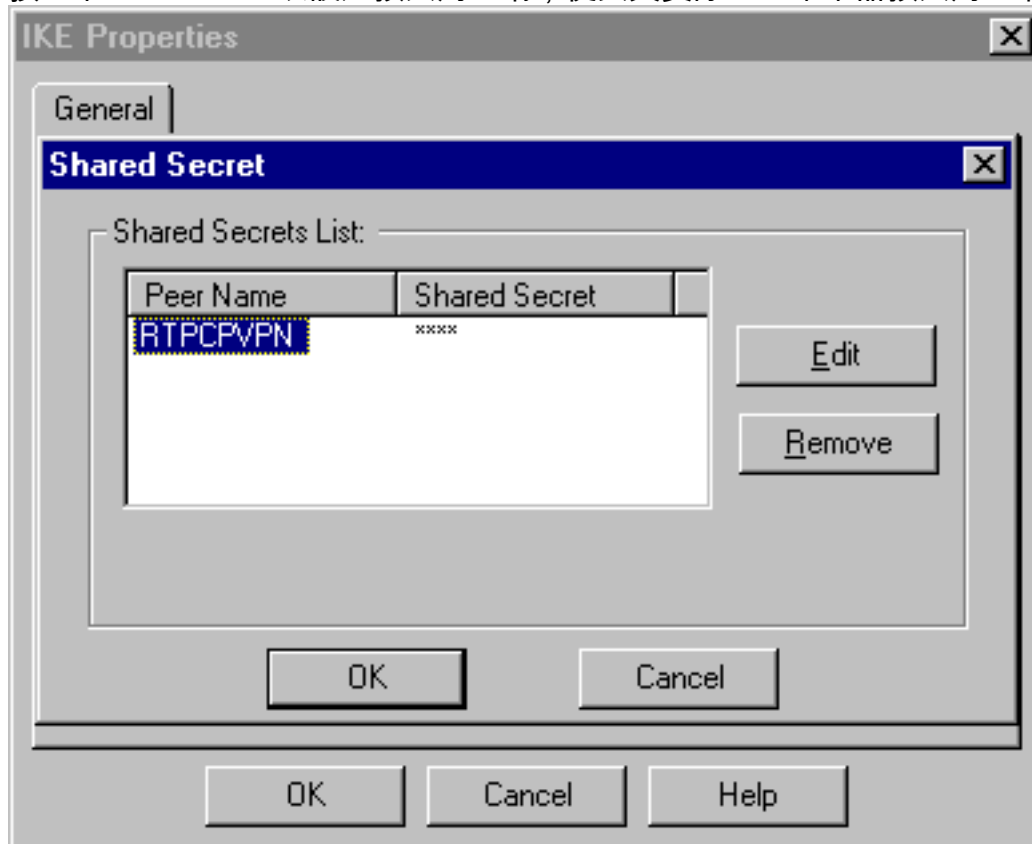 IKE Properties
General
Shared Secret
Shared Secrets List:
Peer Name Shared Secret
RTPCPVPN ****
Edit
Remove
OK Cancel
OK Cancel Help